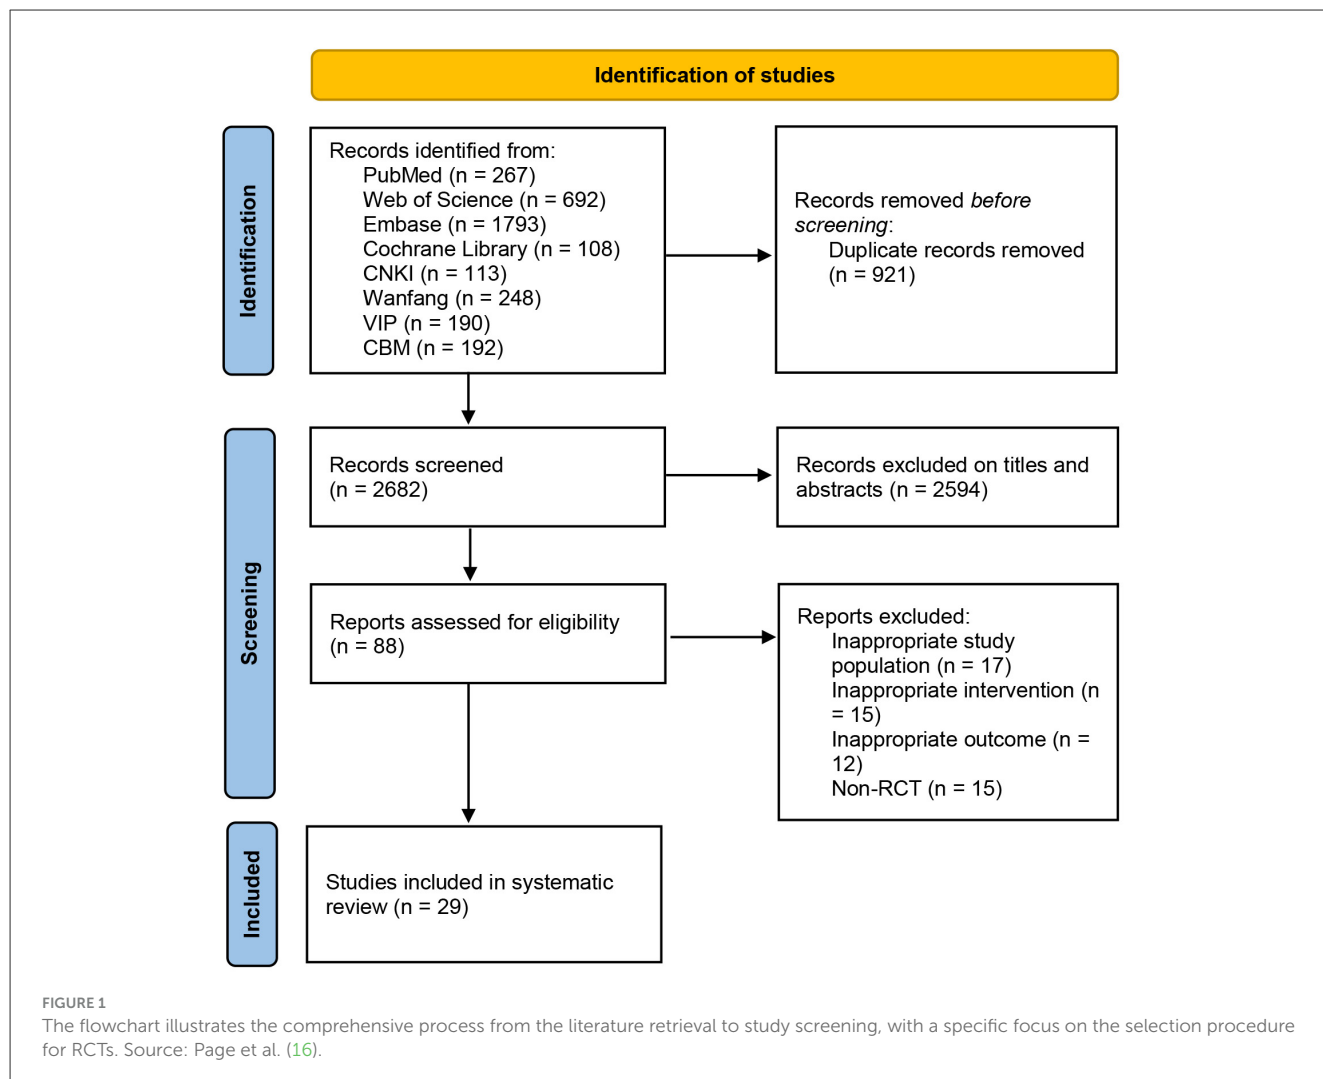 Identification of studies
Identification
Records identified from:
PubMed (n = 267)
Web of Science (n = 692)
Embase (n = 1793)
Cochrane Library (n = 108)
CNKI (n = 113)
Wanfang (n = 248)
VIP (n = 190)
CBM (n = 192)
Records removed before
screening:
Duplicate records removed
(n = 921)
Screening
Records screened
(n = 2682)
Records excluded on titles and
abstracts (n = 2594)
Reports assessed for eligibility
(n = 88)
Reports excluded:
Inappropriate study
population (n = 17)
Inappropriate intervention (n
= 15)
Inappropriate outcome (n =
12)
Non-RCT (n = 15)
Included
Studies included in systematic
review (n = 29)
FIGURE 1
The flowchart illustrates the comprehensive process from the literature retrieval to study screening, with a specific focus on the selection procedure
for RCTs. Source: Page et al. (16).